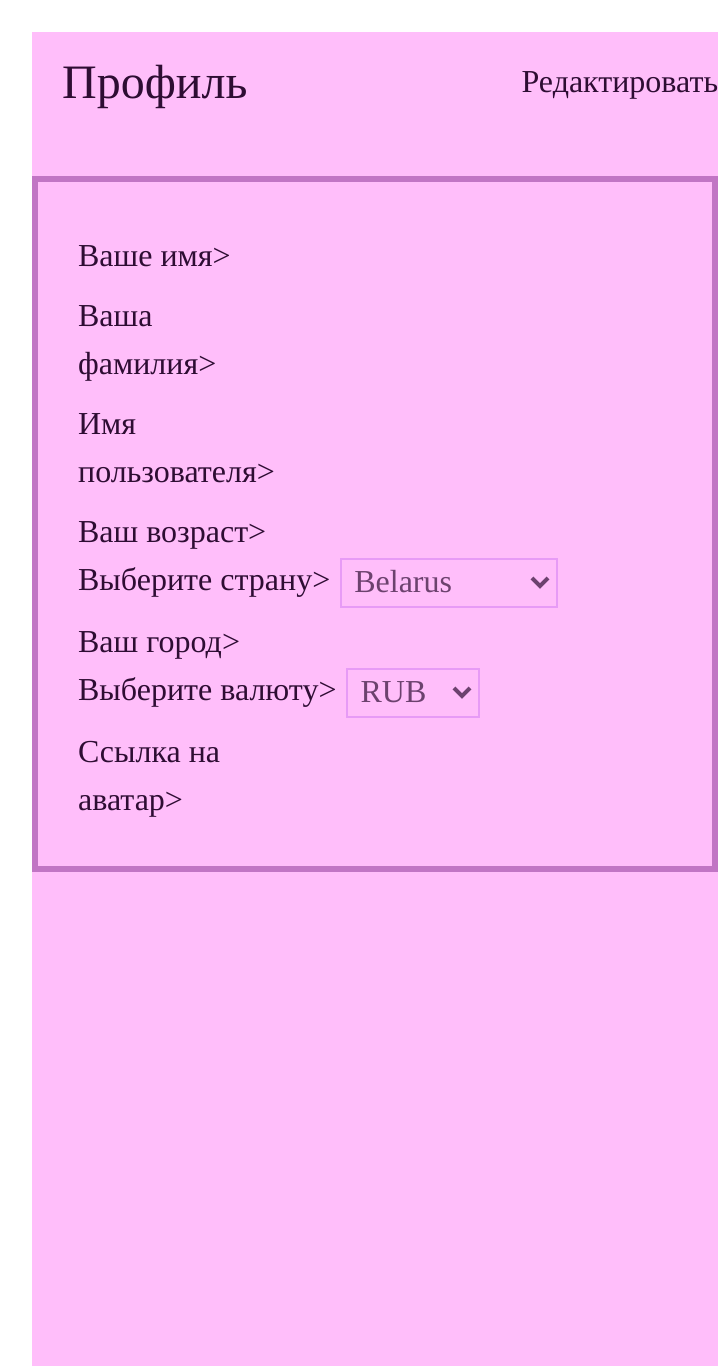 Профиль
Редактировать
Ваше имя>
Ваша
фамилия>
Имя
пользователя>
Ваш возраст>
Выберите страну> Belarus
Ваш город>
Выберите валюту> RUB
Ссылка на
аватар>